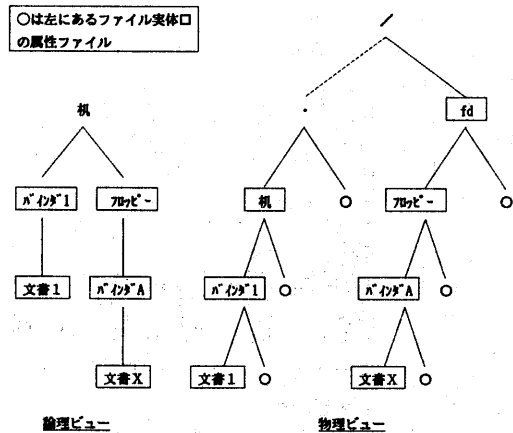 ○は左にあるファイル実体口
の属性ファイル
/
机
.
fd
バインダ1
フロッピー
机
○
フロッピー
○
文書1
バインダA
バインダ1
○
バインダA
○
文書X
文書1
○
文書X
○
論理ビュー
物理ビュー